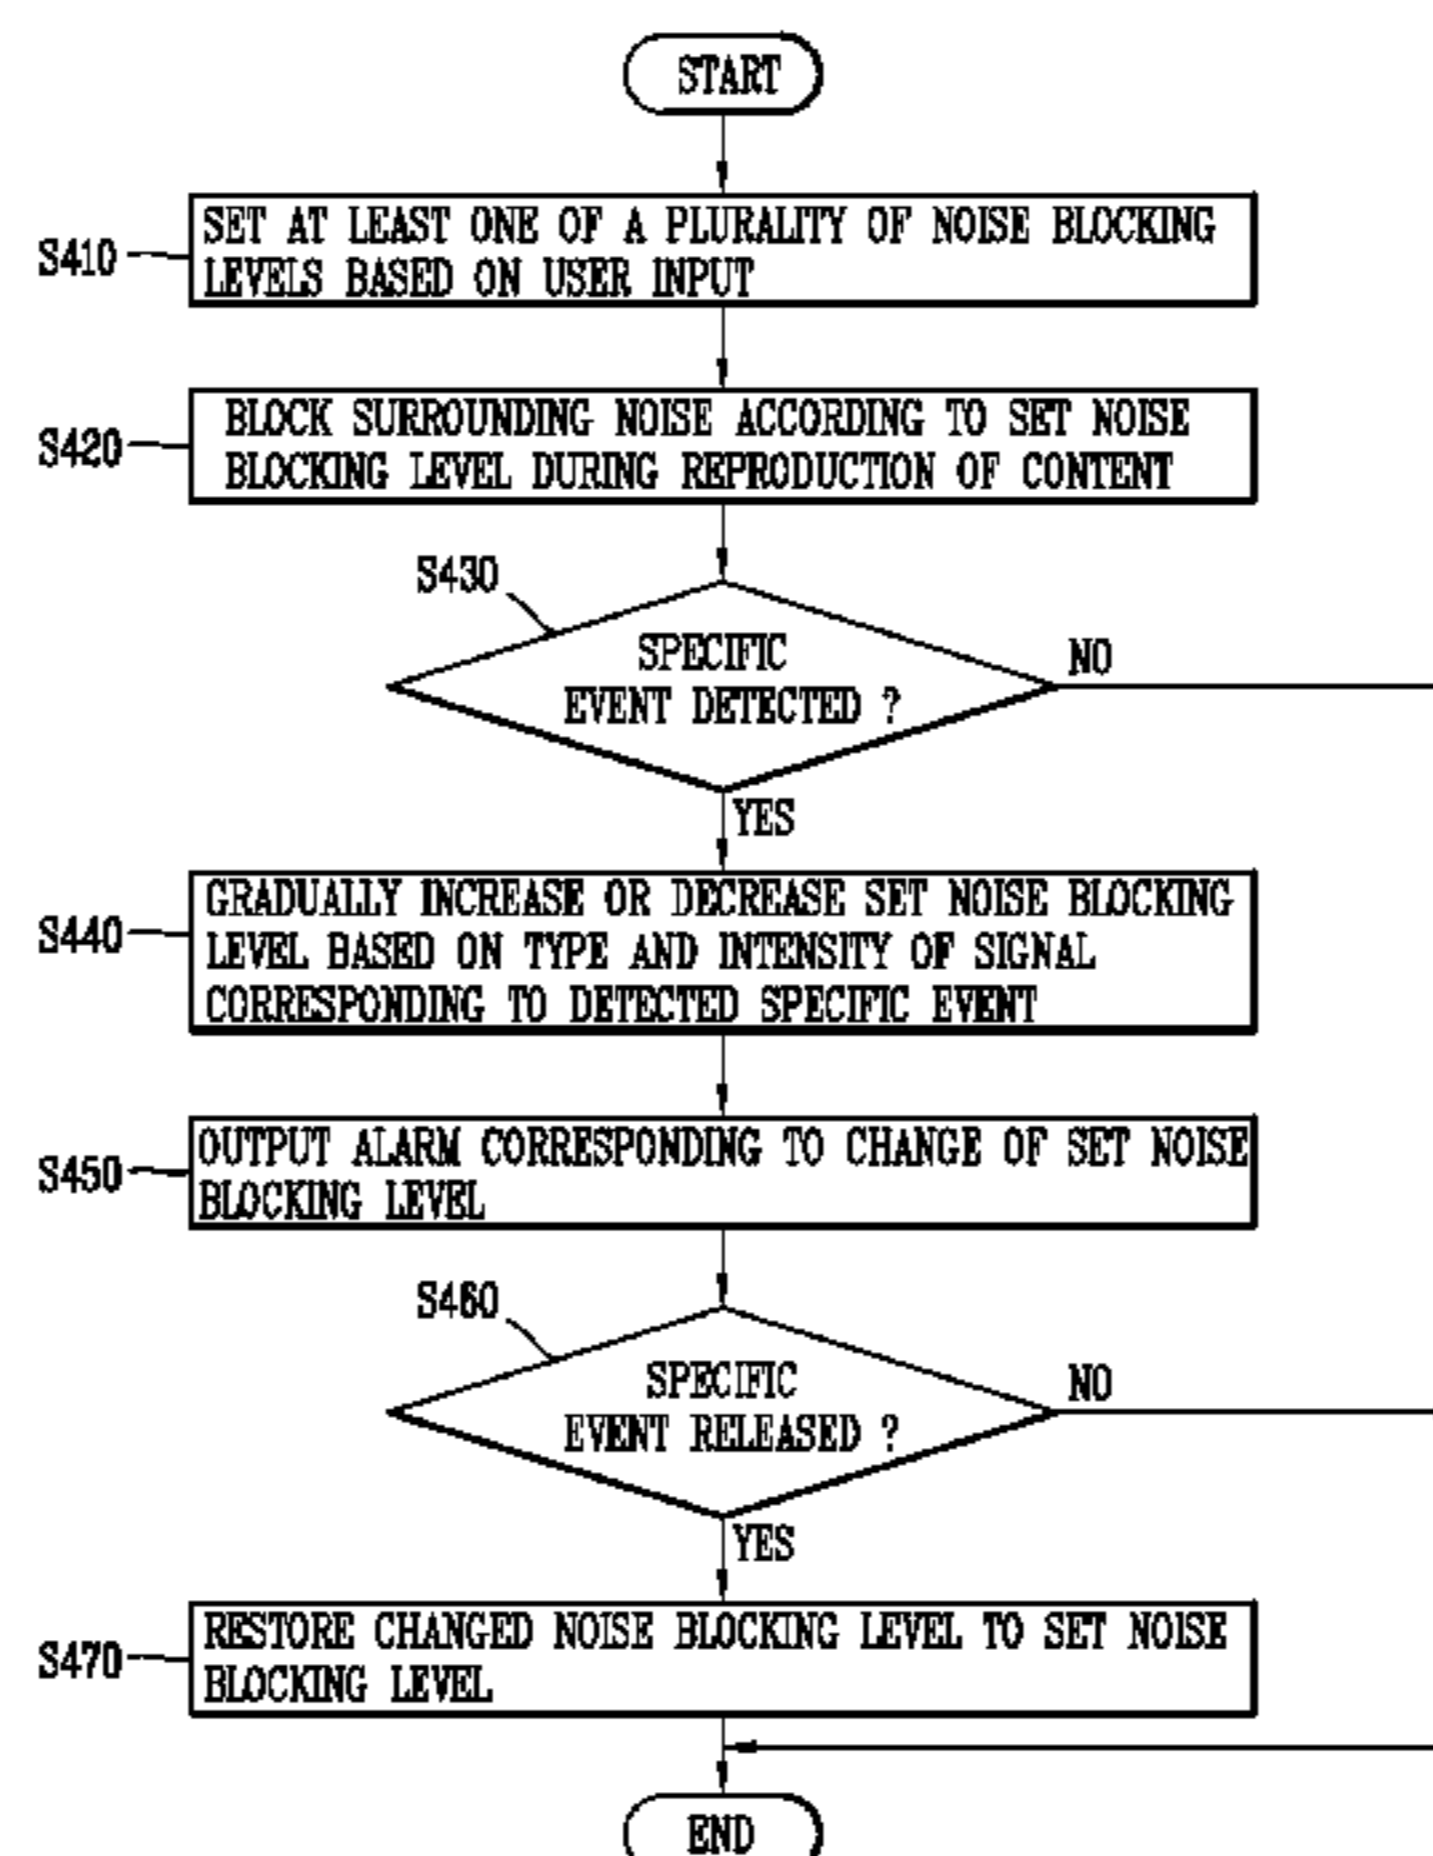 START
S410
SET AT LEAST ONE OF A PLURALITY OF NOISE BLOCKING
LEVELS BASED ON USER INPUT
S420
BLOCK SURROUNDING NOISE ACCORDING TO SET NOISE
BLOCKING LEVEL DURING REPRODUCTION OF CONTENT
S430
SPECIFIC
EVENT DETECTED ?
NO
YES
S440
GRADUALLY INCREASE OR DECREASE SET NOISE BLOCKING
LEVEL BASED ON TYPE AND INTENSITY OF SIGNAL
CORRESPONDING TO DETECTED SPECIFIC EVENT
S450
OUTPUT ALARM CORRESPONDING TO CHANGE OF SET NOISE
BLOCKING LEVEL
S460
SPECIFIC
EVENT RELEASED ?
NO
YES
S470
RESTORE CHANGED NOISE BLOCKING LEVEL TO SET NOISE
BLOCKING LEVEL
END